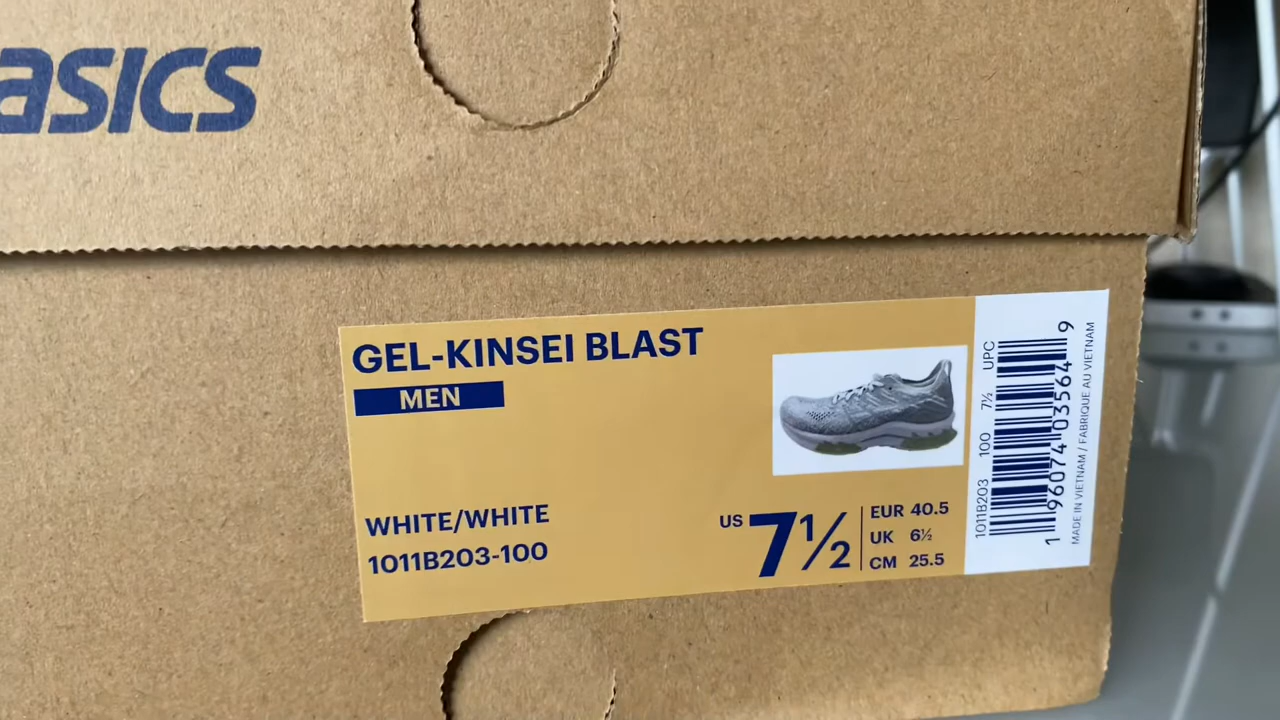 asics
GEL-KINSEI BLAST
MEN
WHITE/WHITE
1011B203-100
US 7½
EUR 40.5
UK 6½
CM 25.5
1011B203 100 7½ UPC
1 96074 03564 9
MADE IN VIETNAM / FABRIQUE AU VIETNAM